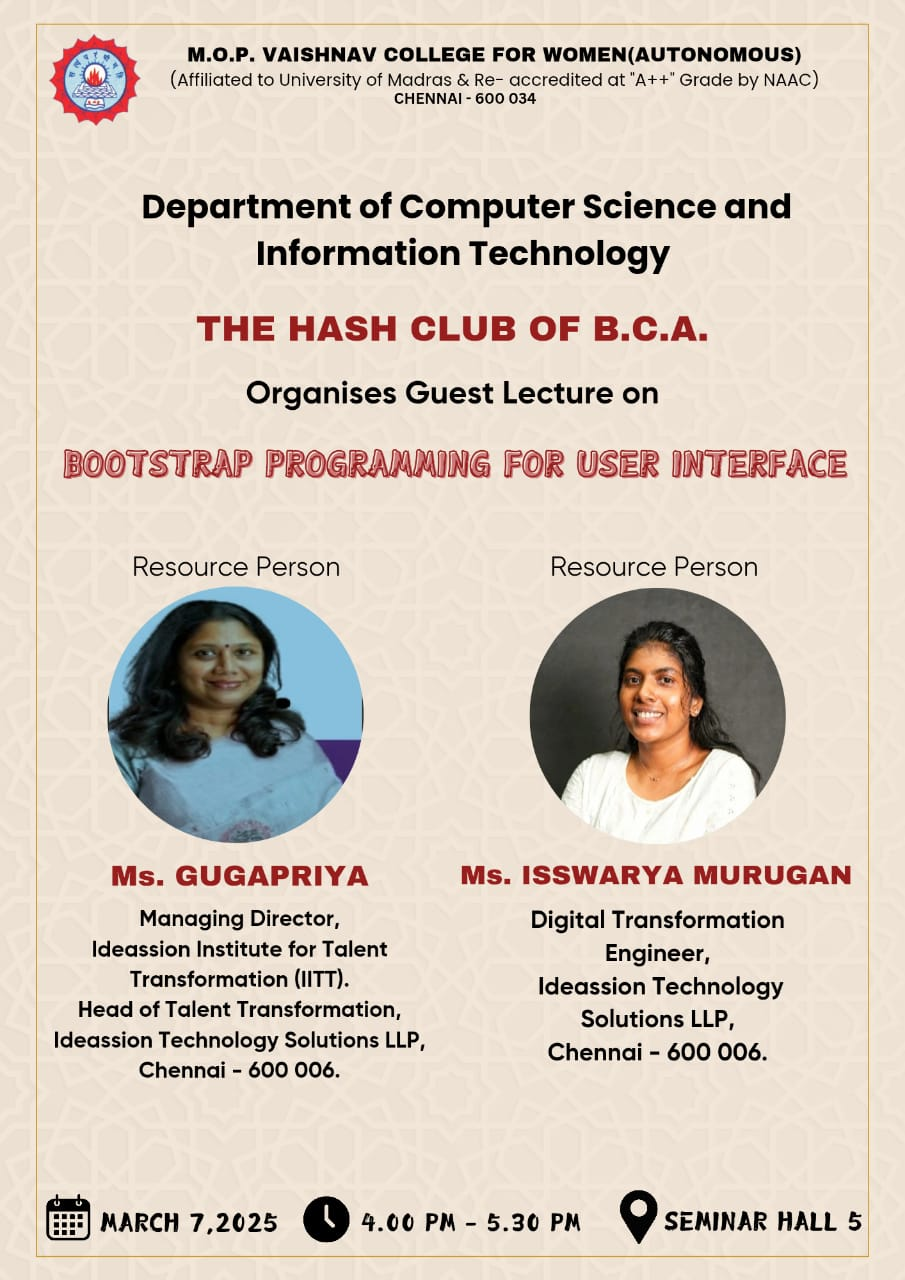 M.O.P. VAISHNAV COLLEGE FOR WOMEN(AUTONOMOUS)
(Affiliated to University of Madras & Re- accredited at "A++" Grade by NAAC)
CHENNAI - 600 034
Department of Computer Science and
Information Technology
THE HASH CLUB OF B.C.A.
Organises Guest Lecture on
BOOTSTRAP PROGRAMMING FOR USER INTERFACE
Resource Person
Ms. GUGAPRIYA
Managing Director,
Ideassion Institute for Talent
Transformation (IITT).
Head of Talent Transformation,
Ideassion Technology Solutions LLP,
Chennai - 600 006.
Resource Person
Ms. ISSWARYA MURUGAN
Digital Transformation
Engineer,
Ideassion Technology
Solutions LLP,
Chennai - 600 006.
MARCH 7,2025
4.00 PM - 5.30 PM
SEMINAR HALL 5